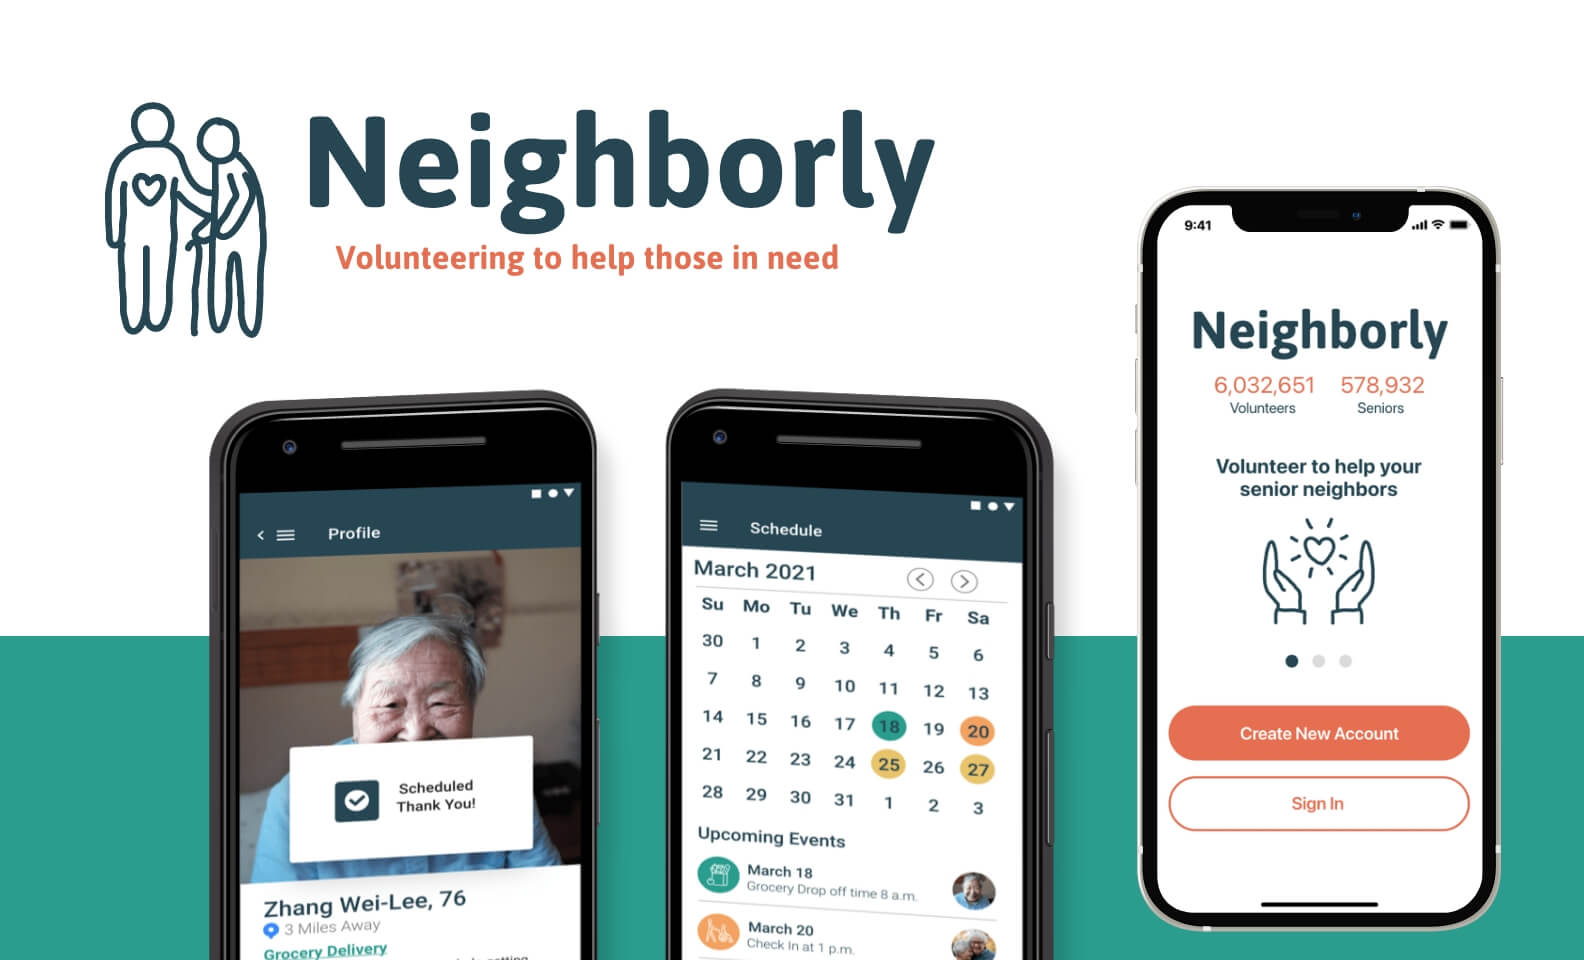 Neighborly
Volunteering to help those in need
9:41
Neighborly
6,032,651 578,932
Volunteers Seniors
Volunteer to help your
senior neighbors
Create New Account
Sign In
Profile
Scheduled
Thank You!
Zhang Wei-Lee, 76
3 Miles Away
Grocery Delivery
Schedule
March 2021
Su Mo Tu We Th Fr Sa
30 1 2 3 4 5 6
7 8 9 10 11 12 13
14 15 16 17 18 19 20
21 22 23 24 25 26 27
28 29 30 31 1 2 3
Upcoming Events
March 18
Grocery Drop off time 8 a.m.
March 20
Check In at 1 p.m.